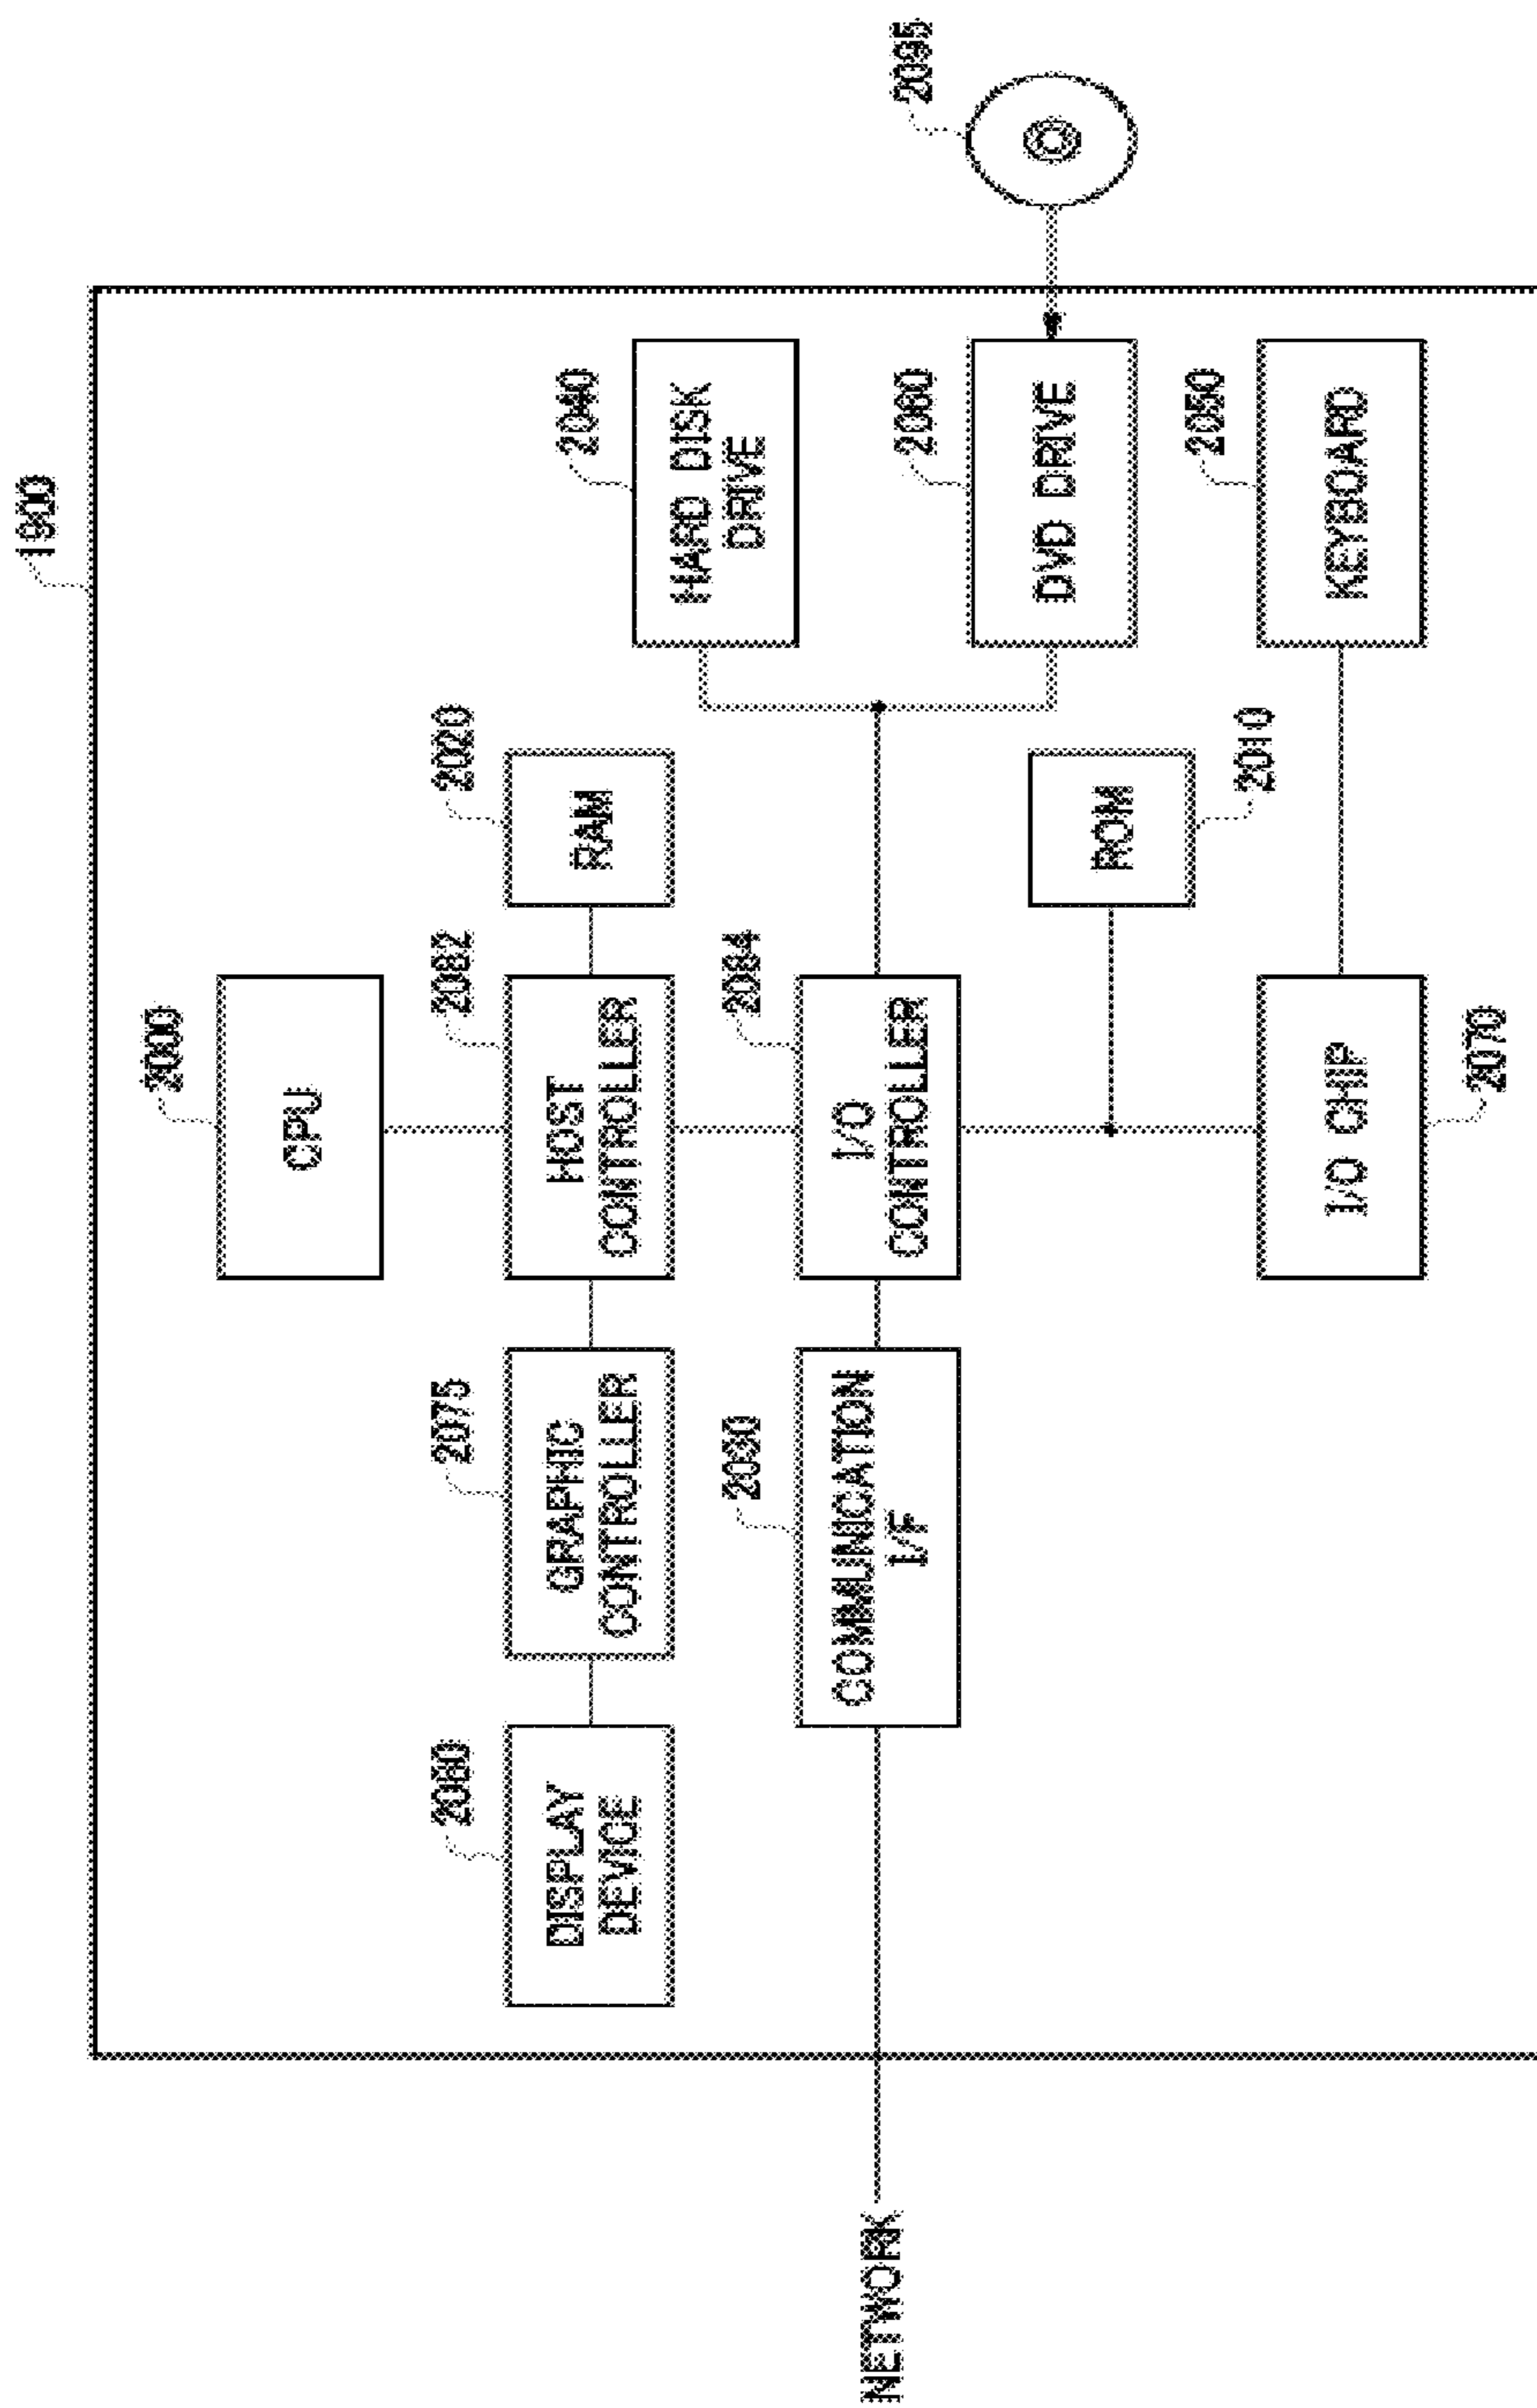 1900
2000
CPU
2080
DISPLAY
DEVICE
2075
GRAPHIC
CONTROLLER
2082
HOST
CONTROLLER
2020
RAM
2040
HARD DISK
DRIVE
NETWORK
2030
COMMUNICATION
I/F
2084
I/O
CONTROLLER
2060
DVD DRIVE
2095
ROM
2010
2050
KEYBOARD
I/O CHIP
2070